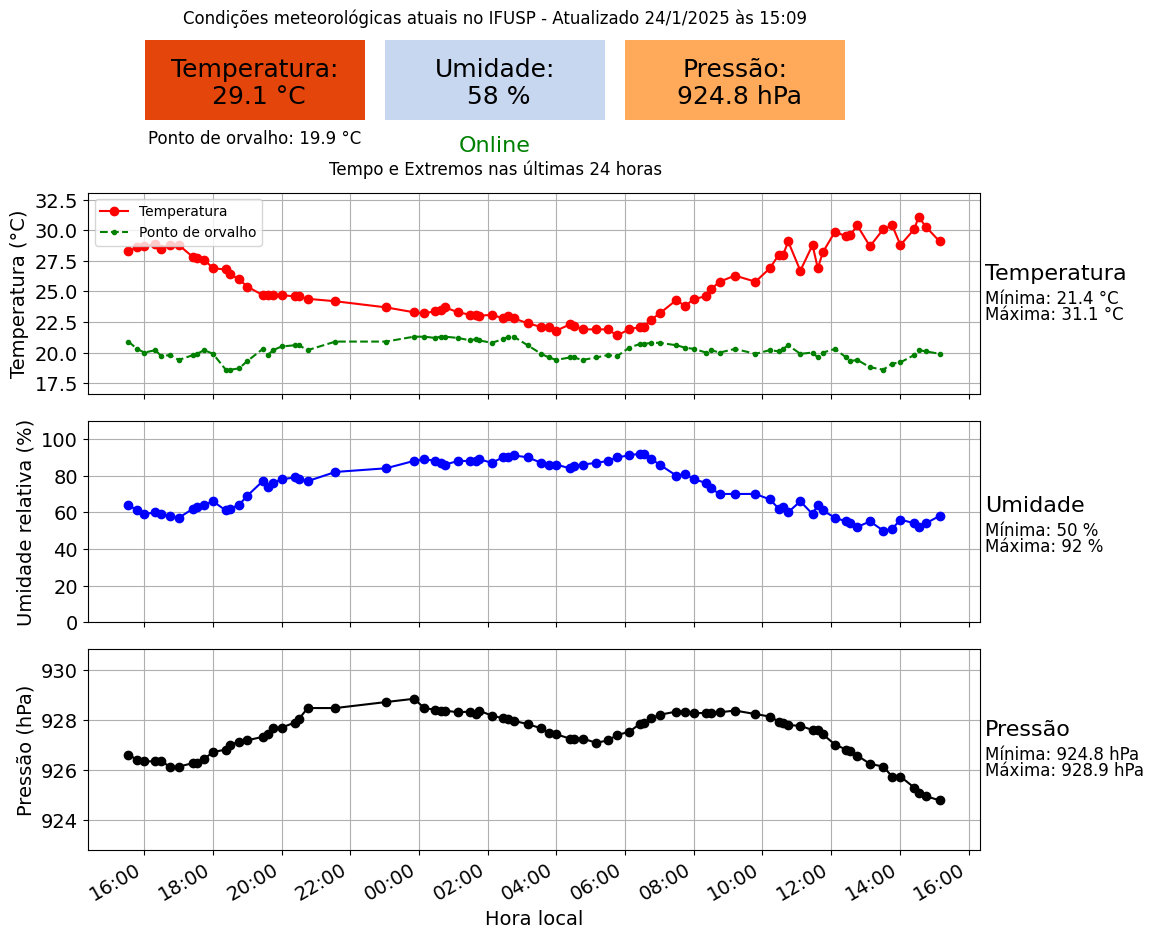 Condições meteorológicas atuais no IFUSP - Atualizado 24/1/2025 às 15:09
Temperatura:
29.1 °C
Umidade:
58 %
Pressão:
924.8 hPa
Ponto de orvalho: 19.9 °C
Online
Tempo e Extremos nas últimas 24 horas
Temperatura (°C)
32.5
30.0
27.5
25.0
22.5
20.0
17.5
Temperatura
Ponto de orvalho
Temperatura
Mínima: 21.4 °C
Máxima: 31.1 °C
Umidade relativa (%)
100
80
60
40
20
0
Umidade
Mínima: 50 %
Máxima: 92 %
Pressão (hPa)
930
928
926
924
Pressão
Mínima: 924.8 hPa
Máxima: 928.9 hPa
16:00
18:00
20:00
22:00
00:00
02:00
04:00
06:00
08:00
10:00
12:00
14:00
16:00
Hora local